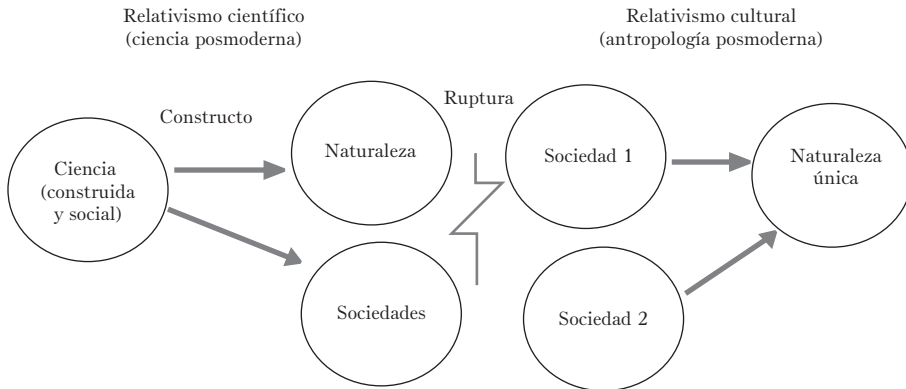 Relativismo científico
(ciencia posmoderna)
Relativismo cultural
(antropología posmoderna)
Constructo
Ruptura
Ciencia
(construida
y social)
Naturaleza
Sociedades
Sociedad 1
Sociedad 2
Naturaleza
única